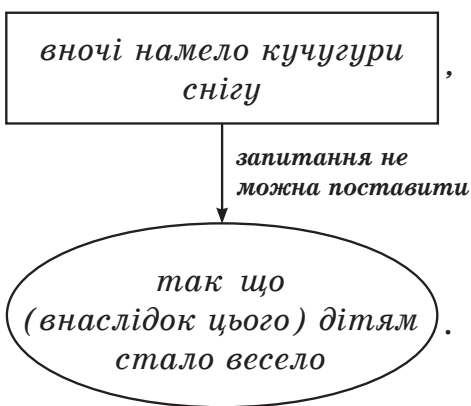 вночі намело кучугури
снігу
,
запитання не
можна поставити
так що
(внаслідок цього) дітям
стало весело
.